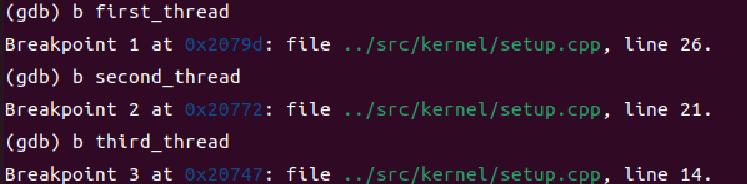 (gdb) b first_thread
Breakpoint 1 at 0x2079d: file ../src/kernel/setup.cpp, line 26.
(gdb) b second_thread
Breakpoint 2 at 0x20772: file ../src/kernel/setup.cpp, line 21.
(gdb) b third_thread
Breakpoint 3 at 0x20747: file ../src/kernel/setup.cpp, line 14.